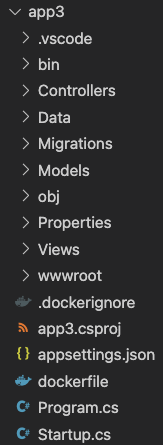 app3
.vscode
bin
Controllers
Data
Migrations
Models
obj
Properties
Views
wwwroot
.dockerignore
app3.csproj
{} appsettings.json
dockerfile
C# Program.cs
C# Startup.cs